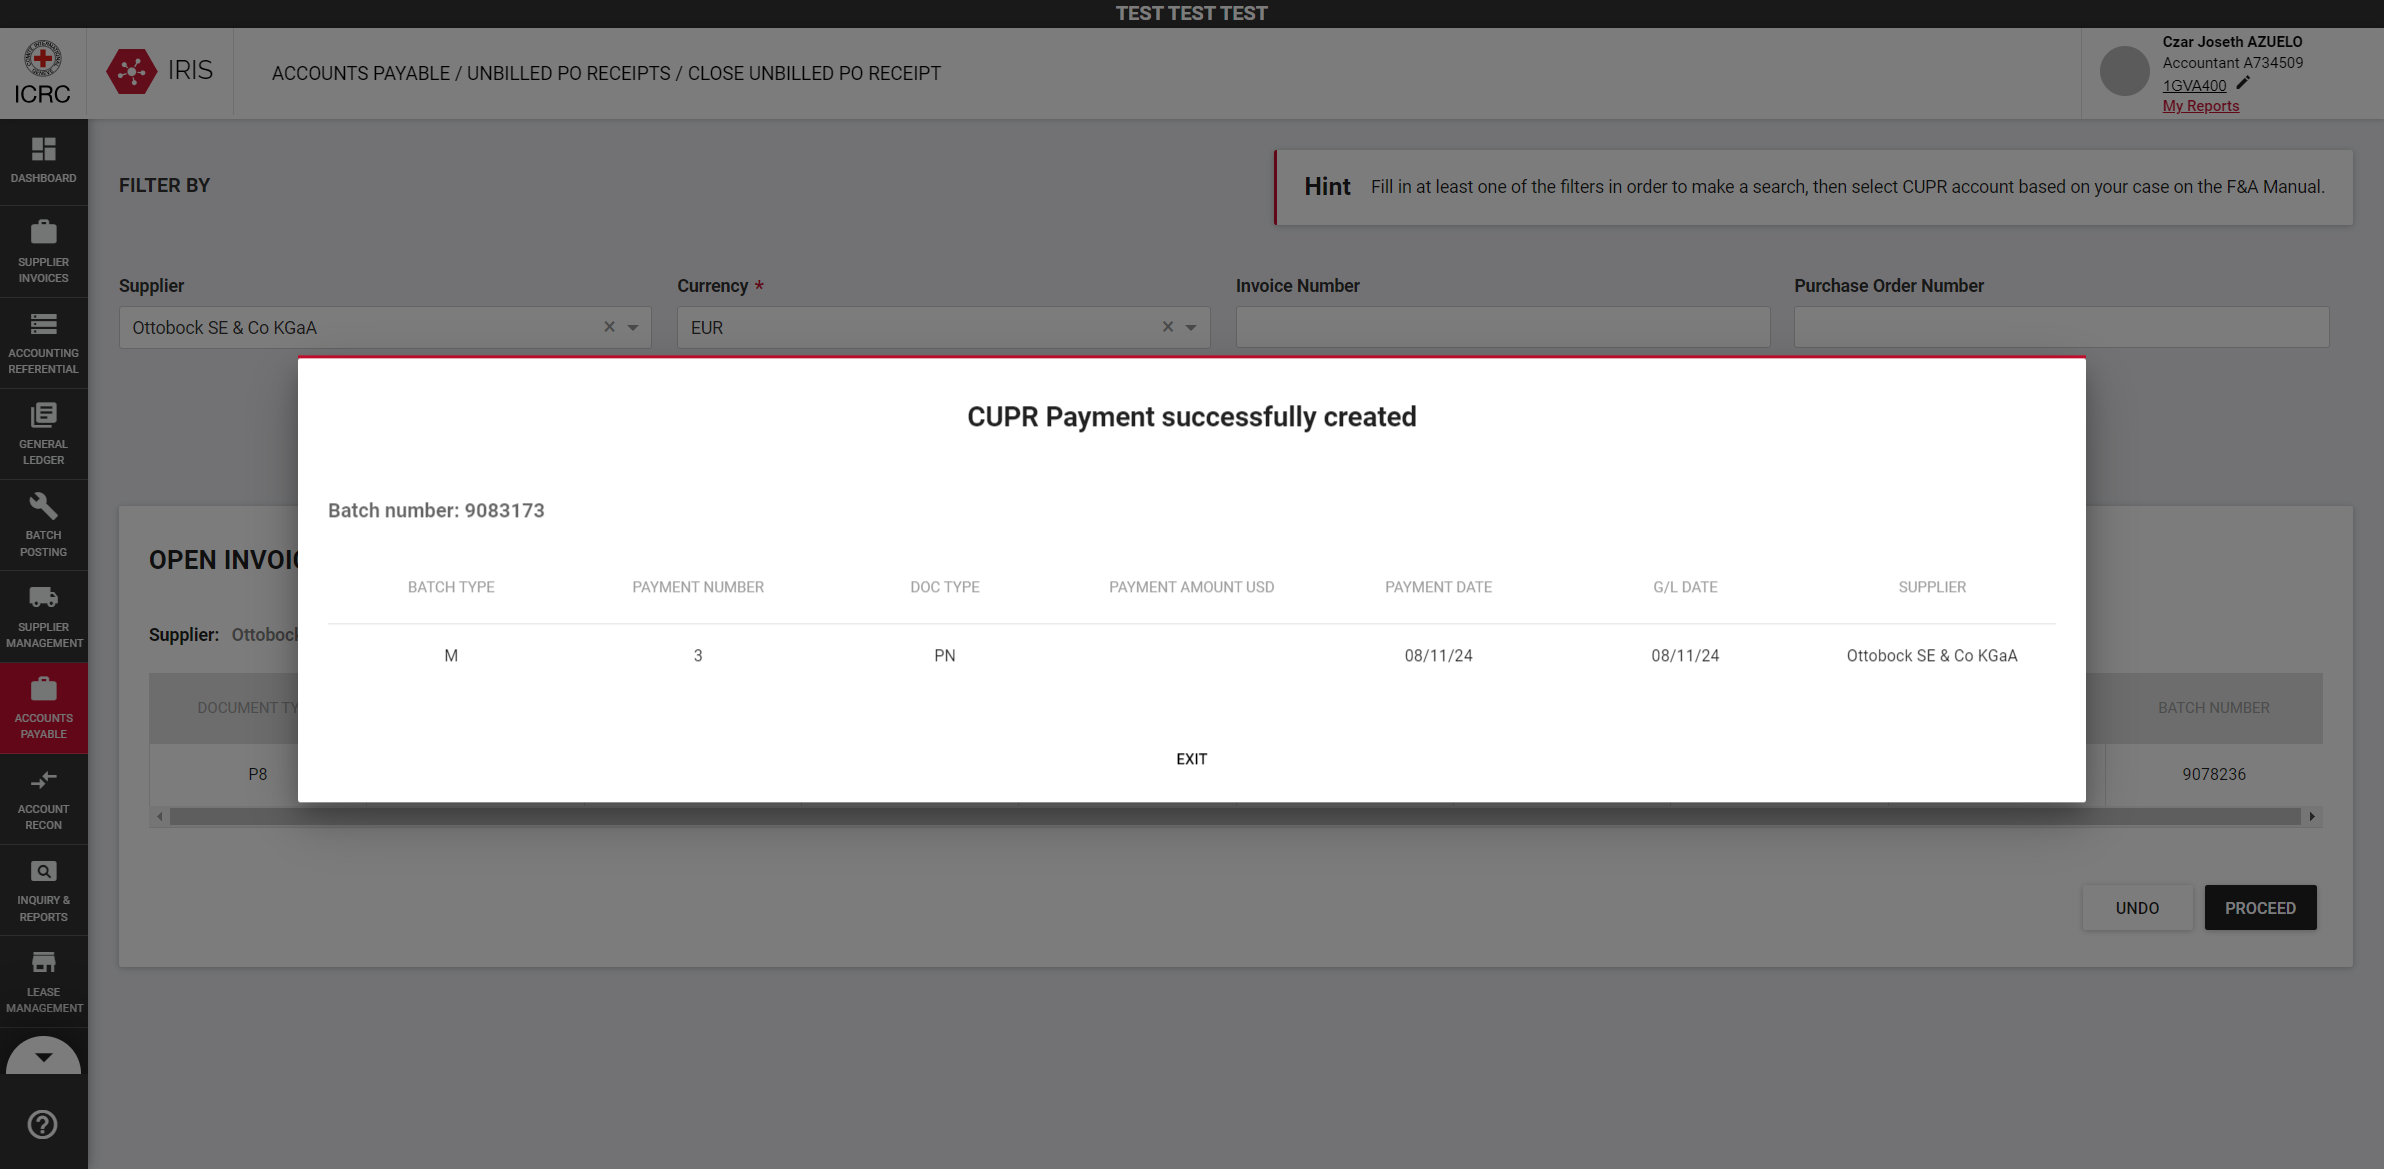 TEST TEST TEST
ICRC
IRIS
ACCOUNTS PAYABLE / UNBILLED PO RECEIPTS / CLOSE UNBILLED PO RECEIPT
Czar Joseth AZUELO
Accountant A734509
1GVA400
My Reports
DASHBOARD
SUPPLIER
INVOICES
ACCOUNTING
REFERENTIAL
GENERAL
LEDGER
BATCH
POSTING
SUPPLIER
MANAGEMENT
ACCOUNTS
PAYABLE
ACCOUNT
RECON
INQUIRY &
REPORTS
LEASE
MANAGEMENT
FILTER BY
Hint Fill in at least one of the filters in order to make a search, then select CUPR account based on your case on the F&A Manual.
Supplier Currency * Invoice Number Purchase Order Number
Ottobock SE & Co KGaA EUR
CUPR Payment successfully created
Batch number: 9083173
BATCH TYPE PAYMENT NUMBER DOC TYPE PAYMENT AMOUNT USD PAYMENT DATE G/L DATE SUPPLIER
M 3 PN 08/11/24 08/11/24 Ottobock SE & Co KGaA
EXIT
OPEN INVOI
Supplier: Ottobock
DOCUMENT TY BATCH NUMBER
P8 9078236
UNDO PROCEED